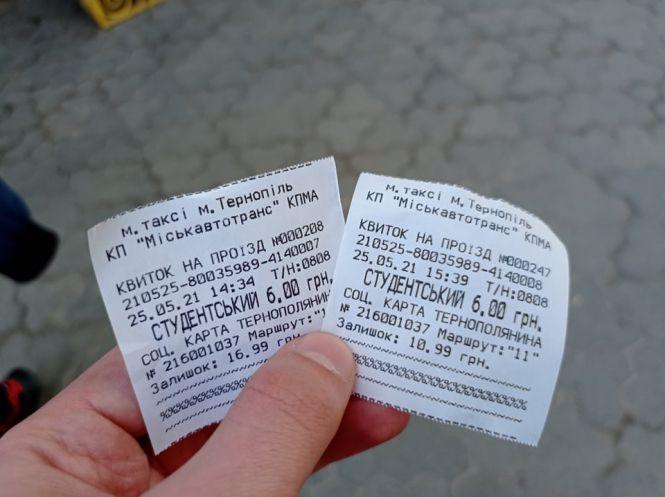 м. таксі м.Тернопіль
КП "Міськавтотранс" КПМА
КВИТОК НА ПРОЇЗД №000208
210525-80035989-4140007
25.05.21 14:34 Т/Н:0808
СТУДЕНТСЬКИЙ 6.00 грн.
СОЦ. КАРТА ТЕРНОПОЛЯНИНА
№ 216001037 Маршрут:"1
Залишок: 16.99 грн.
м. таксі м.Тернопіль
КП "Міськавтотранс" КПМА
КВИТОК НА ПРОЇЗД №000247
210525-80035989-4140008
25.05.21 15:39 Т/Н:0808
СТУДЕНТСЬКИЙ 6.00 грн.
СОЦ. КАРТА ТЕРНОПОЛЯНИНА
№ 216001037 Маршрут:"11"
Залишок: 10.99 грн.